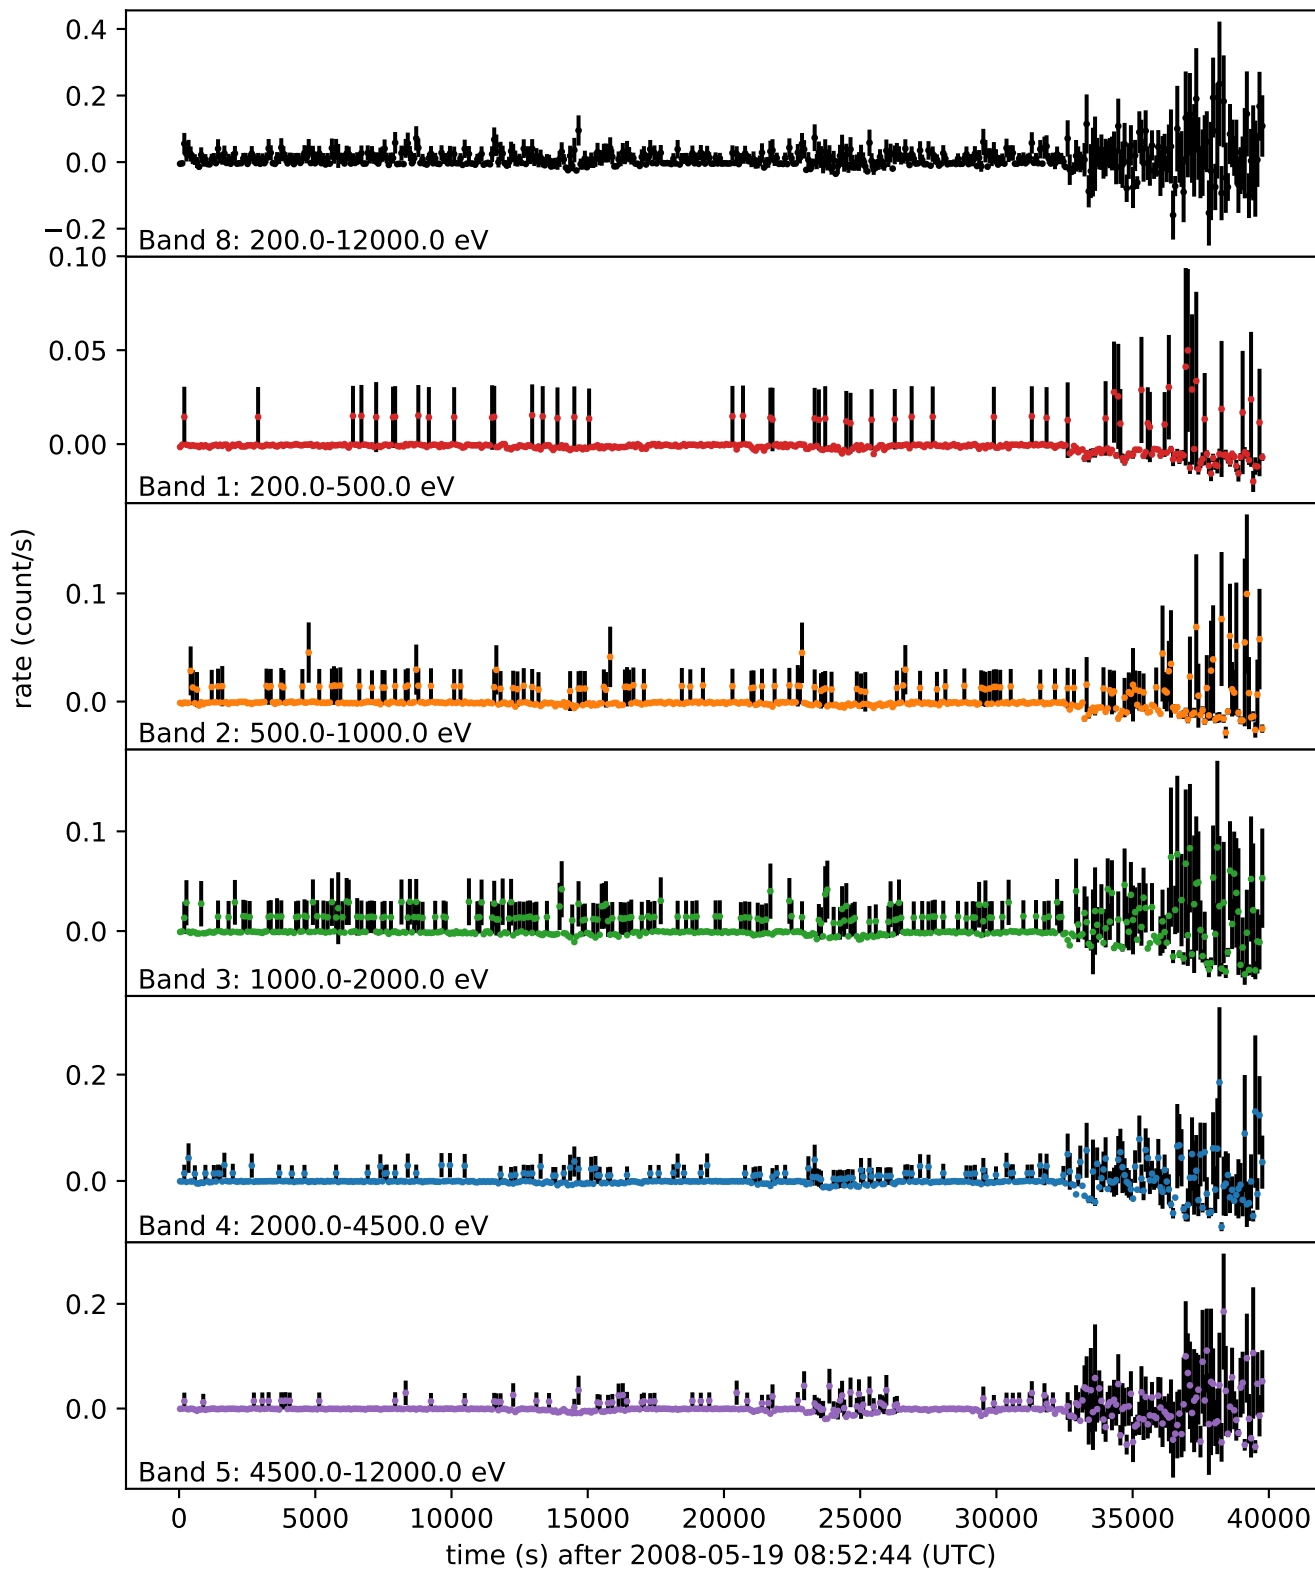 0.4
0.2
0.0
−0.2
Band 8: 200.0-12000.0 eV
0.10
0.05
0.00
Band 1: 200.0-500.0 eV
rate (count/s)
0.1
0.0
Band 2: 500.0-1000.0 eV
0.1
0.0
Band 3: 1000.0-2000.0 eV
0.2
0.0
Band 4: 2000.0-4500.0 eV
0.2
0.0
Band 5: 4500.0-12000.0 eV
0 5000 10000 15000 20000 25000 30000 35000 40000
time (s) after 2008-05-19 08:52:44 (UTC)